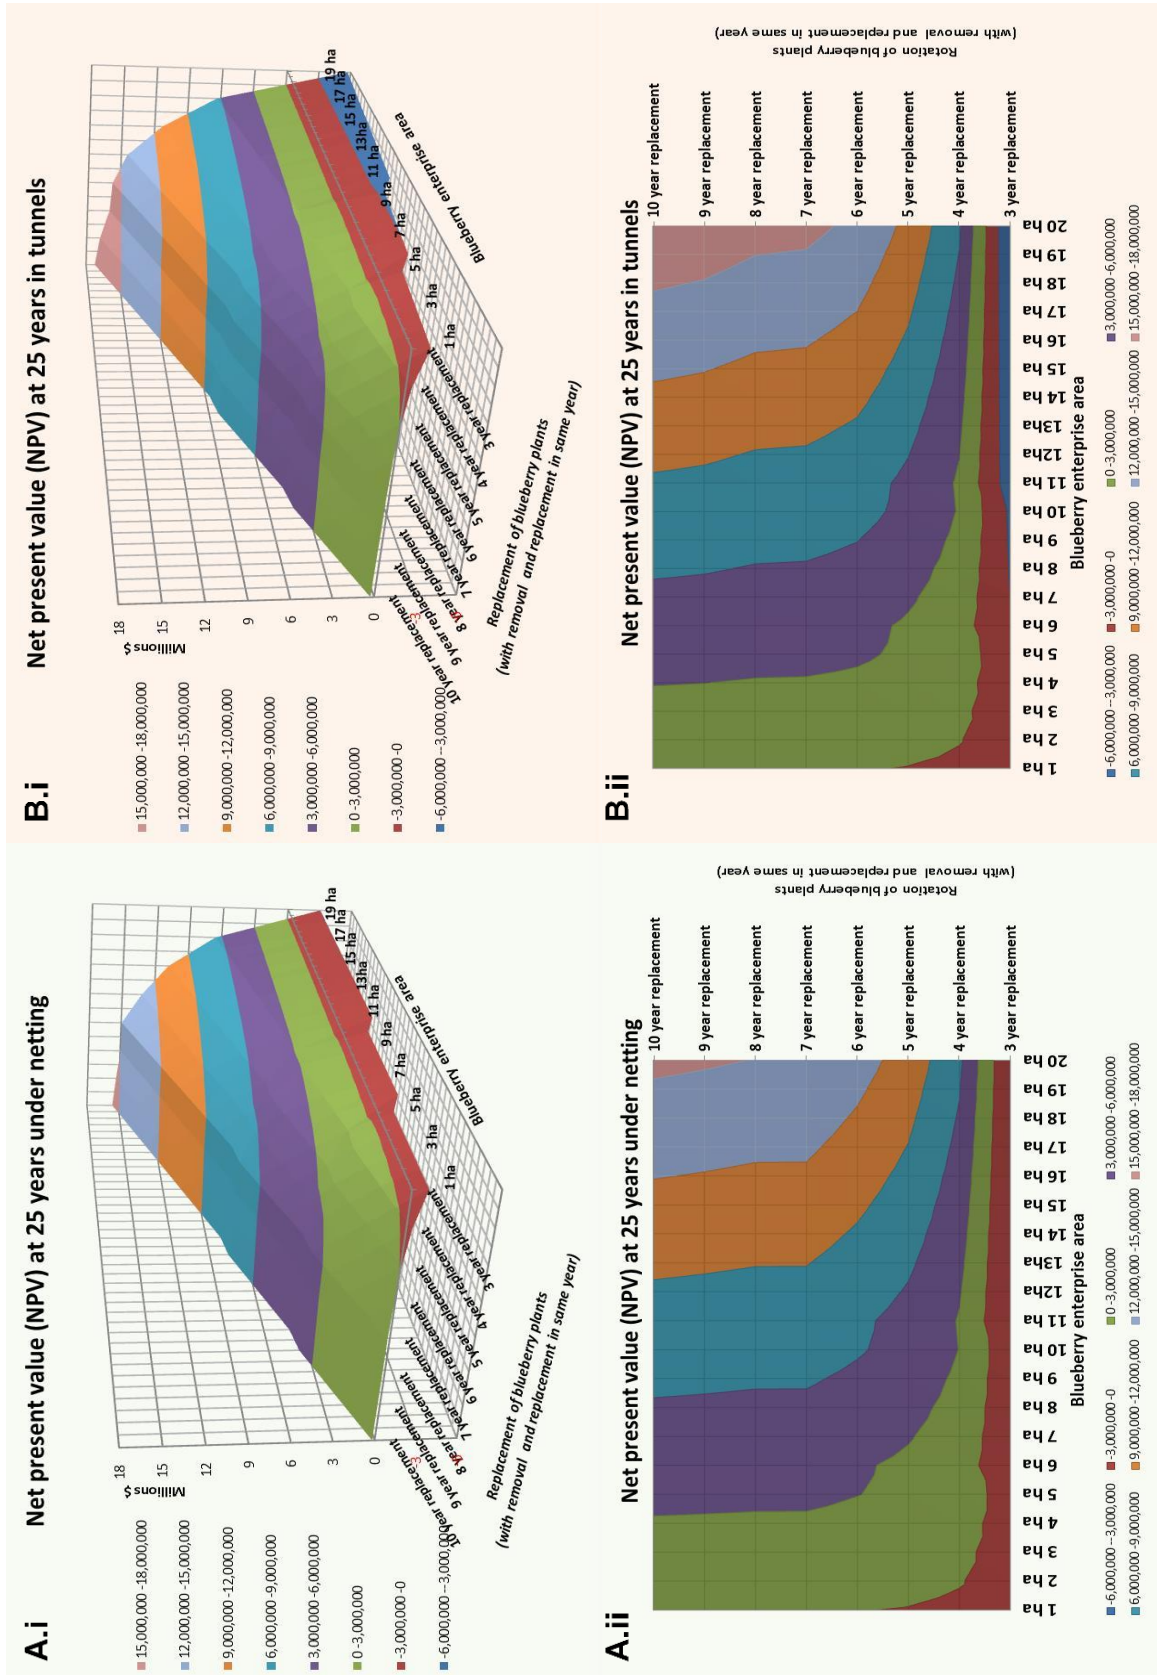 A.i
Net present value (NPV) at 25 years under netting
15,000,000 -18,000,000
12,000,000 -15,000,000
9,000,000 -12,000,000
6,000,000 -9,000,000
3,000,000 -6,000,000
0 -3,000,000
-3,000,000 -0
-6,000,000 --3,000,000
Millions $
18
15
12
9
6
3
0
-3
10 year replacement
9 year replacement
8 year replacement
7 year replacement
6 year replacement
5 year replacement
4 year replacement
3 year replacement
Replacement of blueberry plants
(with removal and replacement in same year)
1 ha
3 ha
5 ha
7 ha
9 ha
11 ha
13ha
15 ha
17 ha
19 ha
Blueberry enterprise area
B.i
Net present value (NPV) at 25 years in tunnels
15,000,000 -18,000,000
12,000,000 -15,000,000
9,000,000 -12,000,000
6,000,000 -9,000,000
3,000,000 -6,000,000
0 -3,000,000
-3,000,000 -0
-6,000,000 --3,000,000
Millions $
18
15
12
9
6
3
0
-3
10 year replacement
9 year replacement
8 year replacement
7 year replacement
6 year replacement
5 year replacement
4 year replacement
3 year replacement
Replacement of blueberry plants
(with removal and replacement in same year)
1 ha
3 ha
5 ha
7 ha
9 ha
11 ha
13ha
15 ha
17 ha
19 ha
Blueberry enterprise area
A.ii
Net present value (NPV) at 25 years under netting
10 year replacement
9 year replacement
8 year replacement
7 year replacement
6 year replacement
5 year replacement
4 year replacement
3 year replacement
Rotation of blueberry plants
(with removal and replacement in same year)
1 ha
2 ha
3 ha
4 ha
5 ha
6 ha
7 ha
8 ha
9 ha
10 ha
11 ha
12ha
13ha
14 ha
15 ha
16 ha
17 ha
18 ha
19 ha
20 ha
Blueberry enterprise area
-6,000,000 --3,000,000
-3,000,000 -0
0 -3,000,000
3,000,000 -6,000,000
6,000,000 -9,000,000
9,000,000 -12,000,000
12,000,000 -15,000,000
15,000,000 -18,000,000
B.ii
Net present value (NPV) at 25 years in tunnels
10 year replacement
9 year replacement
8 year replacement
7 year replacement
6 year replacement
5 year replacement
4 year replacement
3 year replacement
Rotation of blueberry plants
(with removal and replacement in same year)
1 ha
2 ha
3 ha
4 ha
5 ha
6 ha
7 ha
8 ha
9 ha
10 ha
11 ha
12ha
13ha
14 ha
15 ha
16 ha
17 ha
18 ha
19 ha
20 ha
Blueberry enterprise area
-6,000,000 --3,000,000
-3,000,000 -0
0 -3,000,000
3,000,000 -6,000,000
6,000,000 -9,000,000
9,000,000 -12,000,000
12,000,000 -15,000,000
15,000,000 -18,000,000